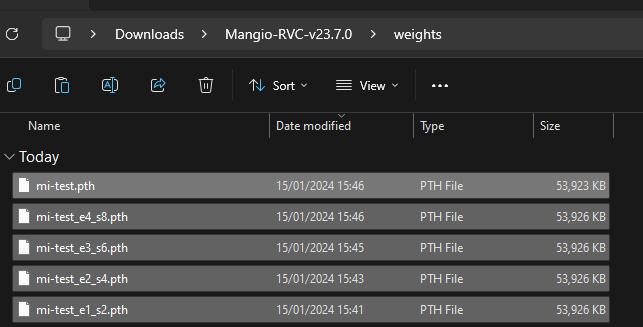 Downloads > Mangio-RVC-v23.7.0 > weights
Sort View
Name Date modified Type Size
Today
mi-test.pth 15/01/2024 15:46 PTH File 53,923 KB
mi-test_e4_s8.pth 15/01/2024 15:46 PTH File 53,926 KB
mi-test_e3_s6.pth 15/01/2024 15:45 PTH File 53,926 KB
mi-test_e2_s4.pth 15/01/2024 15:43 PTH File 53,926 KB
mi-test_e1_s2.pth 15/01/2024 15:41 PTH File 53,926 KB